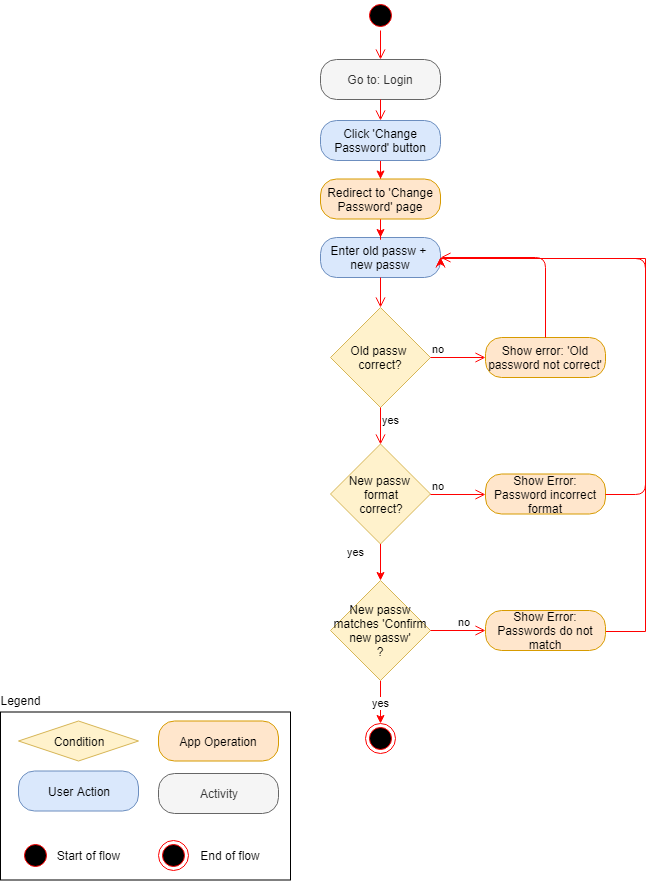 Go to: Login
Click 'Change
Password' button
Redirect to 'Change
Password' page
Enter old passw +
new passw
Old passw
correct?
no
Show error: 'Old
password not correct'
yes
New passw
format
correct?
no
Show Error:
Password incorrect
format
yes
New passw
matches 'Confirm
new passw'
?
no
Show Error:
Passwords do not
match
yes
Legend
Condition
App Operation
User Action
Activity
Start of flow
End of flow